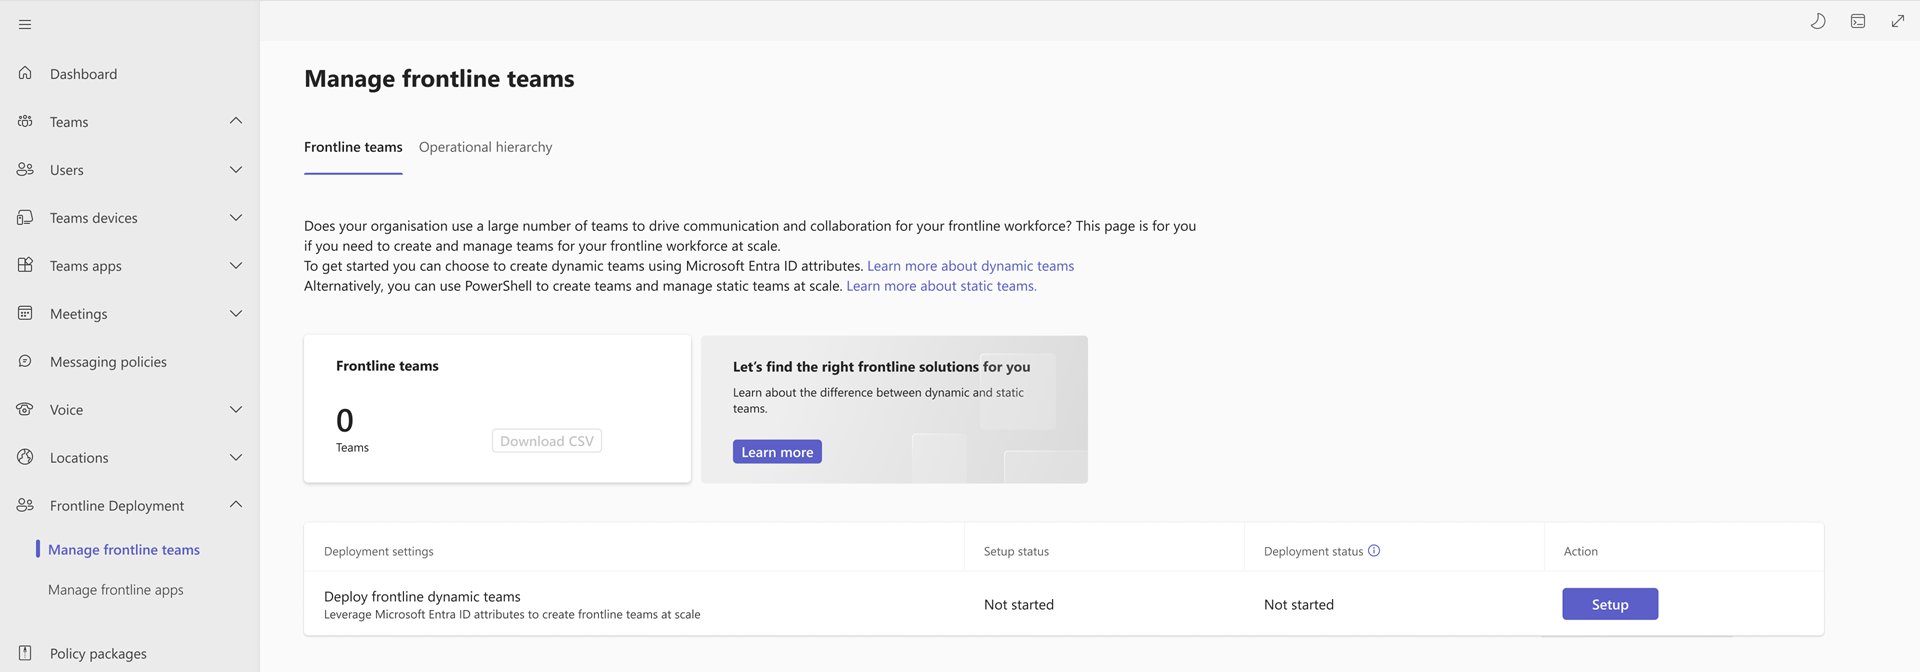 Dashboard
Teams
Users
Teams devices
Teams apps
Meetings
Messaging policies
Voice
Locations
Frontline Deployment
Manage frontline teams
Manage frontline apps
Policy packages
Manage frontline teams
Frontline teams
Operational hierarchy
Does your organisation use a large number of teams to drive communication and collaboration for your frontline workforce? This page is for you
if you need to create and manage teams for your frontline workforce at scale.
To get started you can choose to create dynamic teams using Microsoft Entra ID attributes. Learn more about dynamic teams
Alternatively, you can use PowerShell to create teams and manage static teams at scale. Learn more about static teams.
Frontline teams
0
Teams
Download CSV
Let’s find the right frontline solutions for you
Learn about the difference between dynamic and static
teams.
Learn more
Deployment settings
Setup status
Deployment status
Action
Deploy frontline dynamic teams
Leverage Microsoft Entra ID attributes to create frontline teams at scale
Not started
Not started
Setup